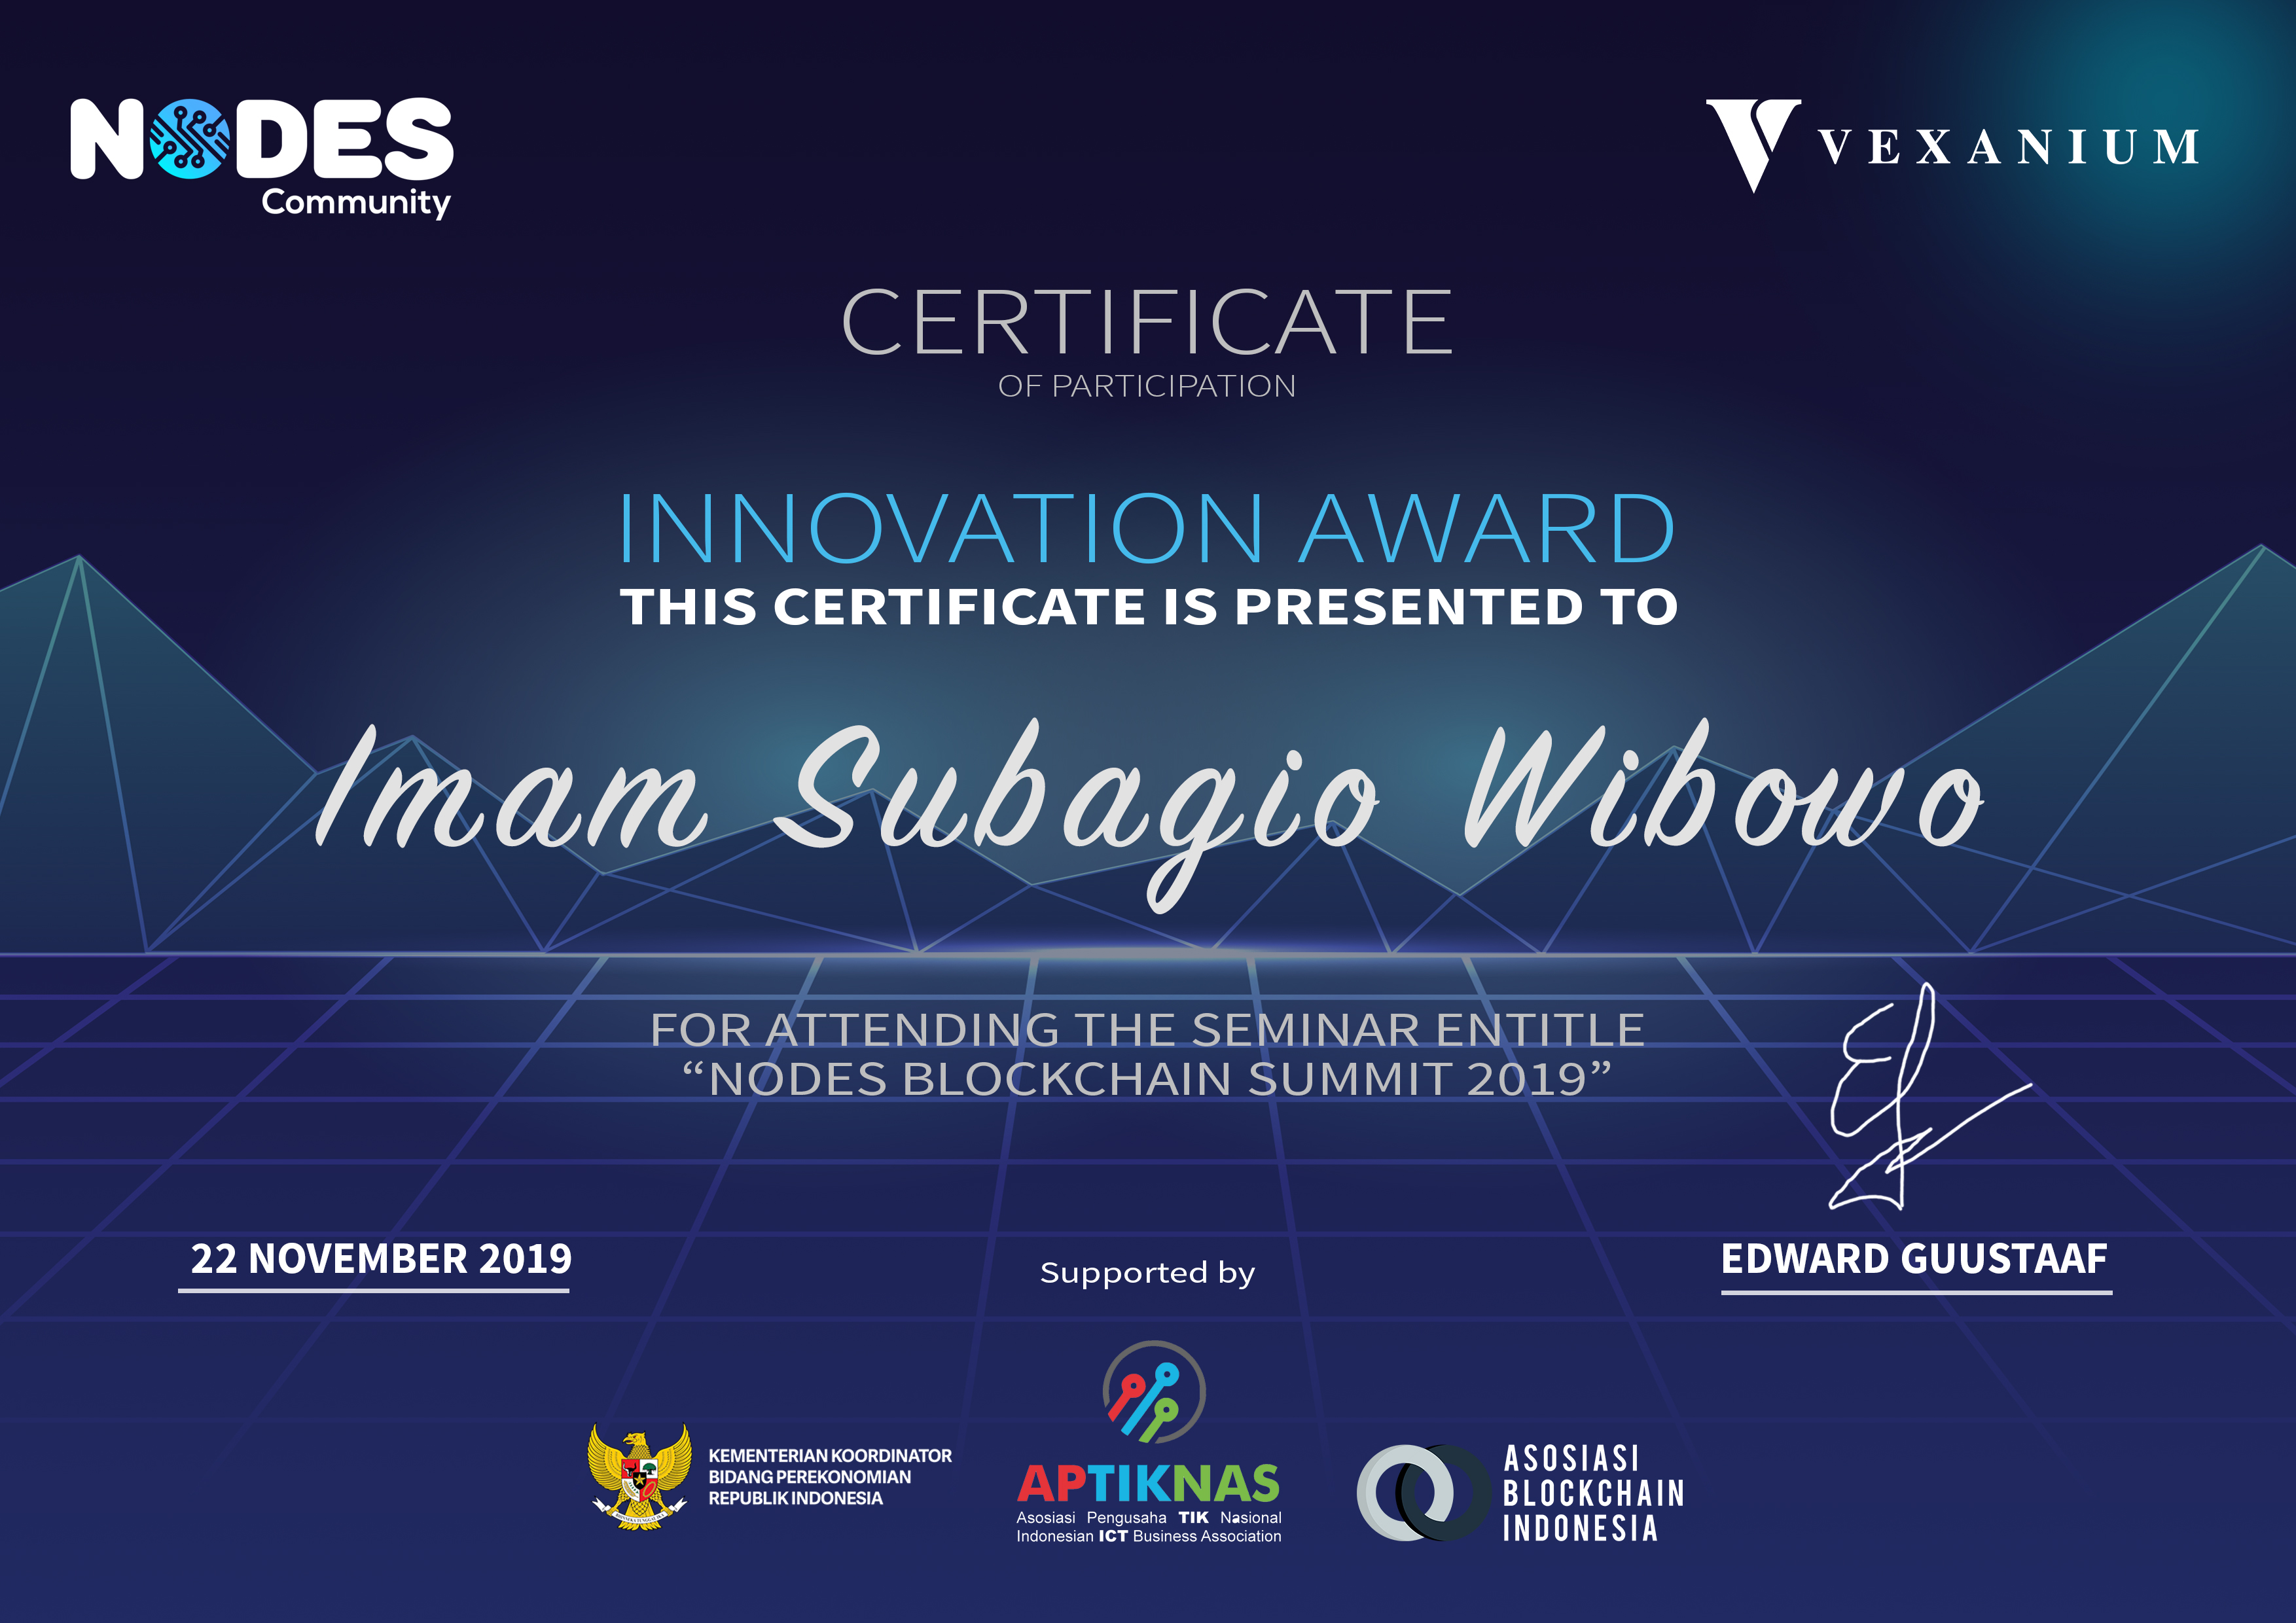 NODES
Community
VEXANIUM
CERTIFICATE
OF PARTICIPATION
INNOVATION AWARD
THIS CERTIFICATE IS PRESENTED TO
Imam Subagio Wibowo
FOR ATTENDING THE SEMINAR ENTITLE
“NODES BLOCKCHAIN SUMMIT 2019”
22 NOVEMBER 2019
Supported by
EDWARD GUUSTAAF
KEMENTERIAN KOORDINATOR
BIDANG PEREKONOMIAN
REPUBLIK INDONESIA
APTIKNAS
Asosiasi Pengusaha TIK Nasional
Indonesian ICT Business Association
ASOSIASI
BLOCKCHAIN
INDONESIA